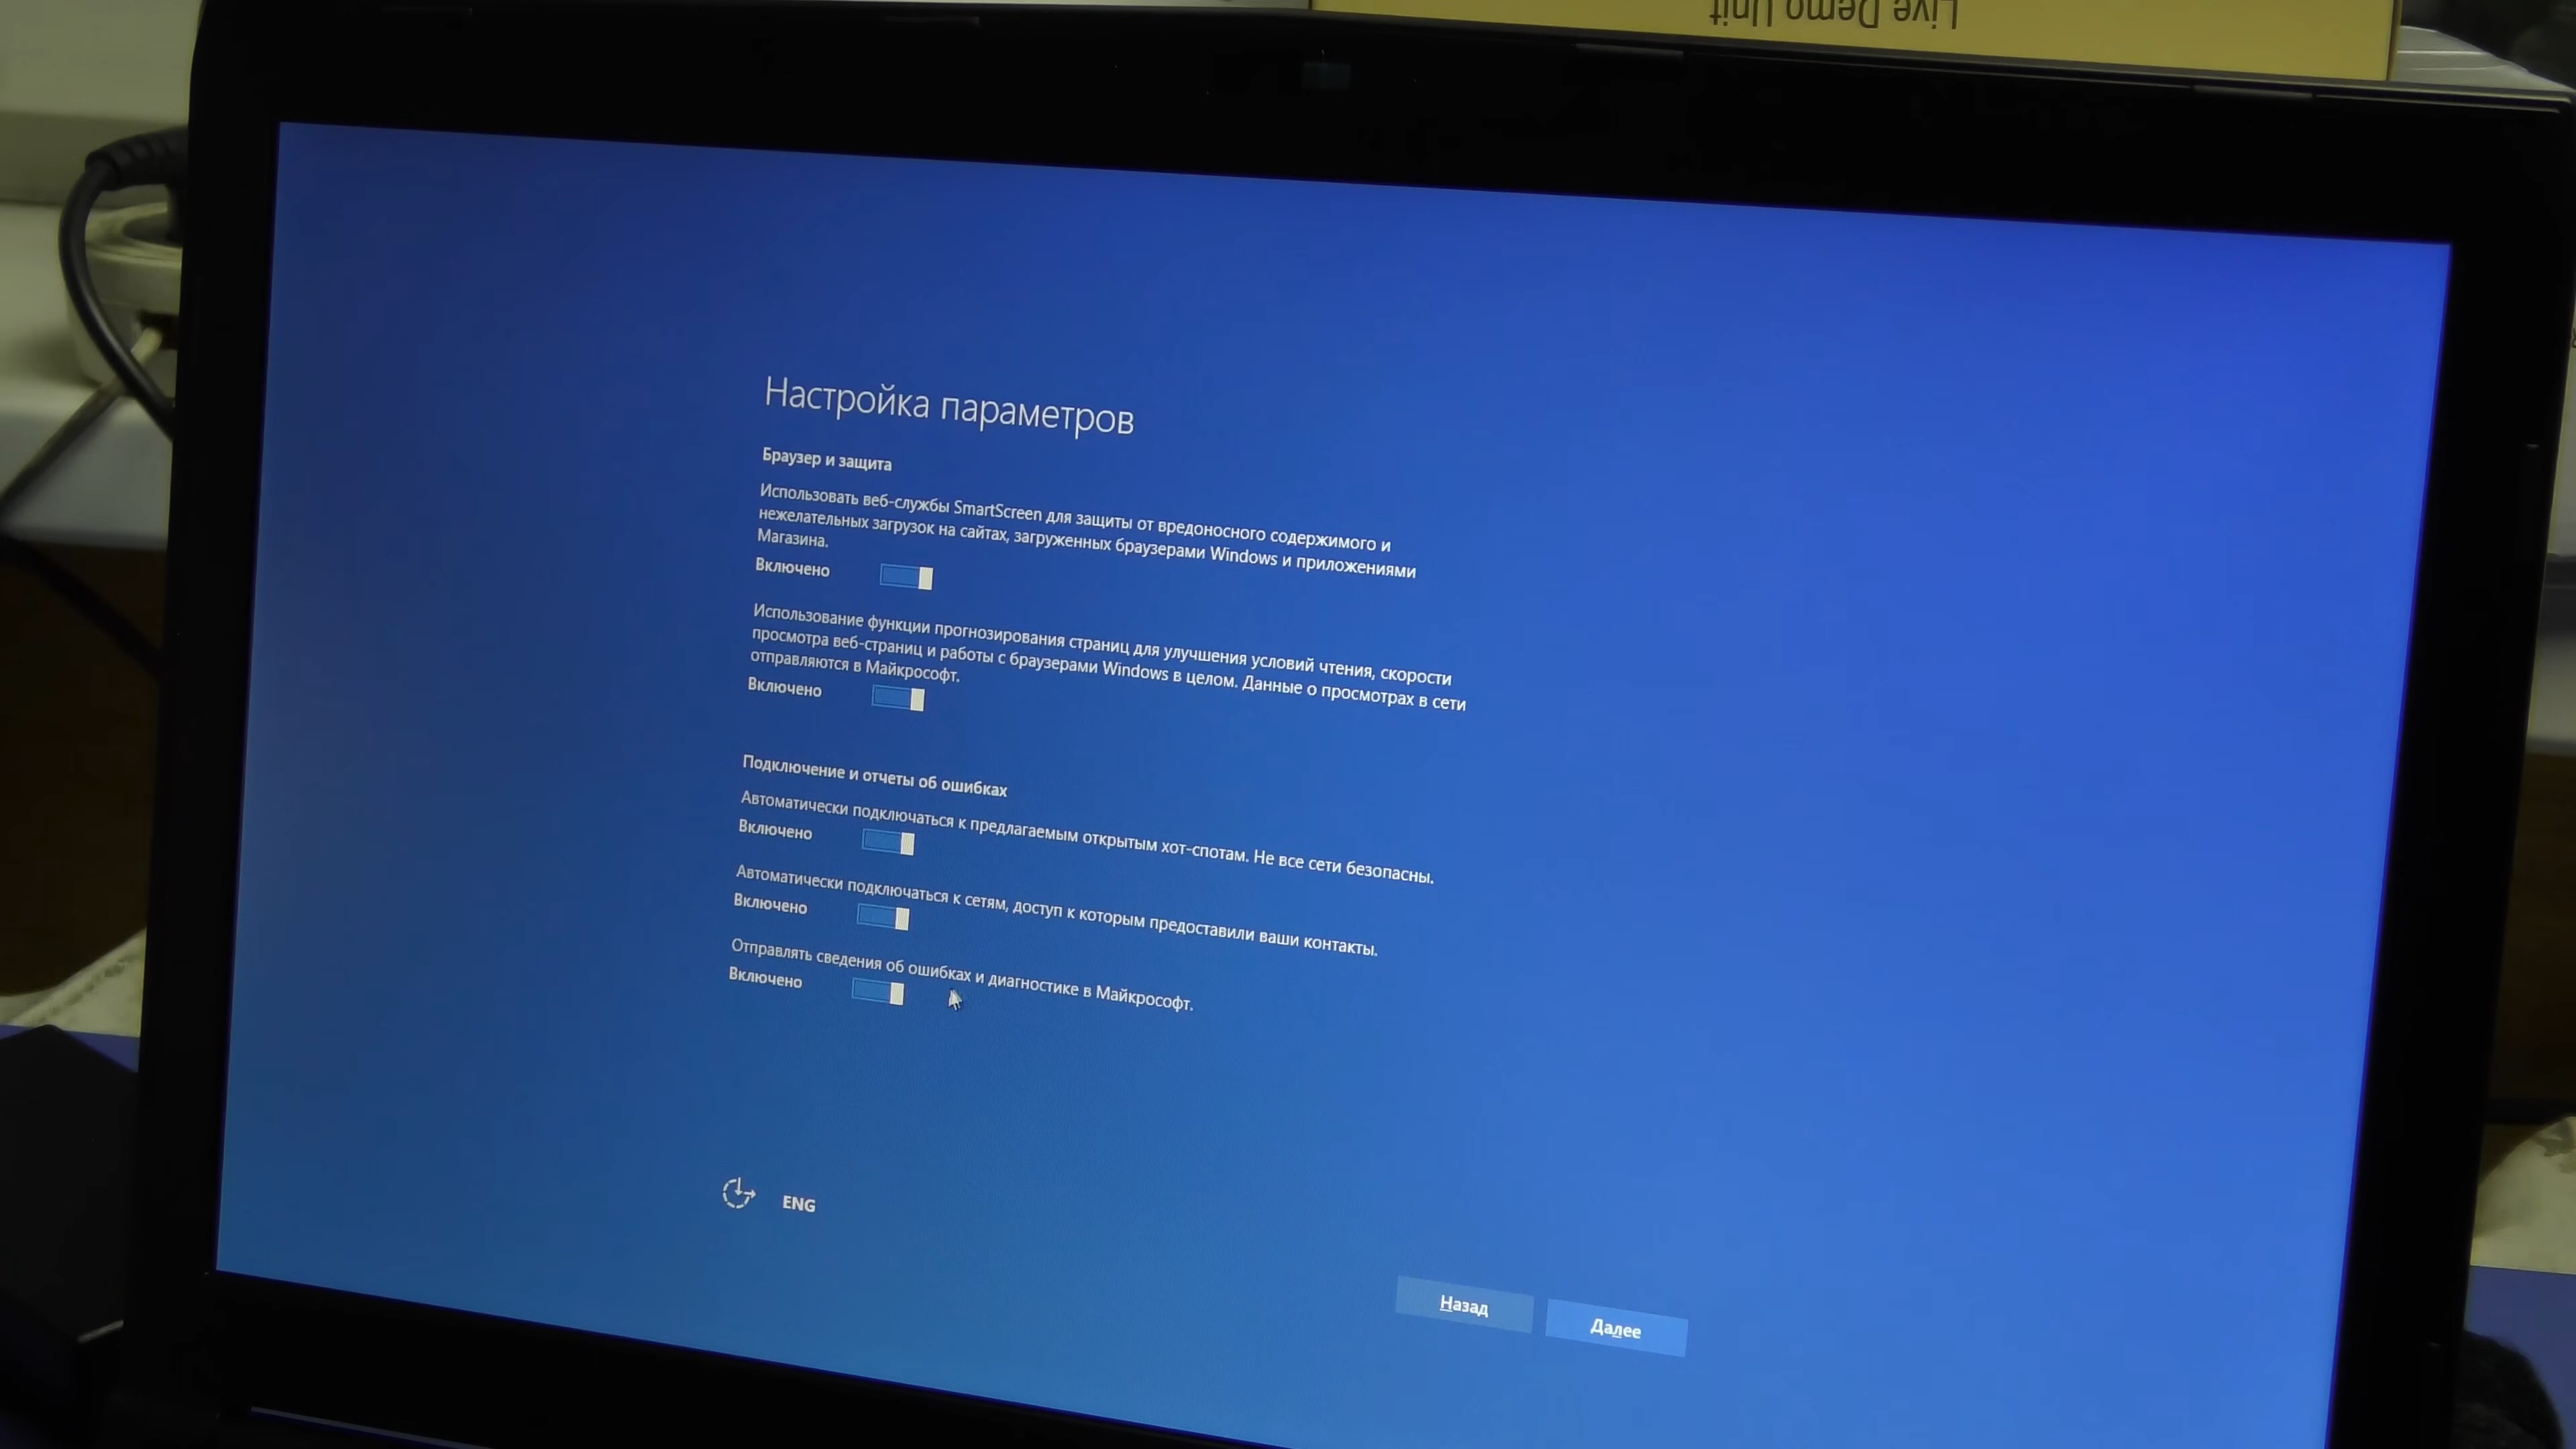 Live Demo Unit
Настройка параметров
Браузер и защита
Использовать веб-службы SmartScreen для защиты от вредоносного содержимого и
нежелательных загрузок на сайтах, загруженных браузерами Windows и приложениями
Магазина.
Включено
Использование функции прогнозирования страниц для улучшения условий чтения, скорости
просмотра веб-страниц и работы с браузерами Windows в целом. Данные о просмотрах в сети
отправляются в Майкрософт.
Включено
Подключение и отчеты об ошибках
Автоматически подключаться к предлагаемым открытым хот-спотам. Не все сети безопасны.
Включено
Автоматически подключаться к сетям, доступ к которым предоставили ваши контакты.
Включено
Отправлять сведения об ошибках и диагностике в Майкрософт.
Включено
ENG
Назад
Далее